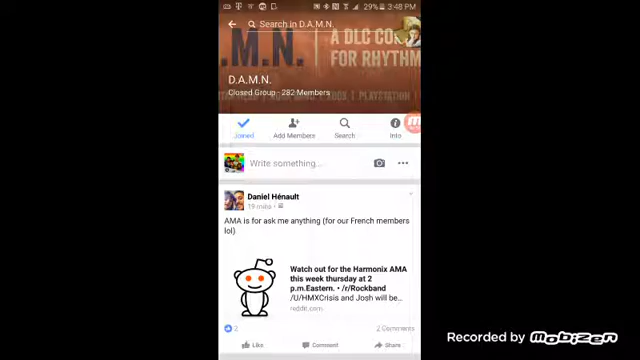 29% 3:48 PM
Search in D.A.M.N.
.M.N.
A DLC CO
FOR RHYTHM
D.A.M.N.
Closed Group · 282 Members
PLAYSTATION
Joined
Add Members
Search
Info
Write something...
Daniel Hénault
19 mins
AMA is for ask me anything (for our French members
lol)
Watch out for the Harmonix AMA
this week thursday at 2
p.m.Eastern. • /r/Rockband
/U/HMXCrisis and Josh will be...
reddit.com
2
2 Comments
Like
Comment
Share
Recorded by Mobizen